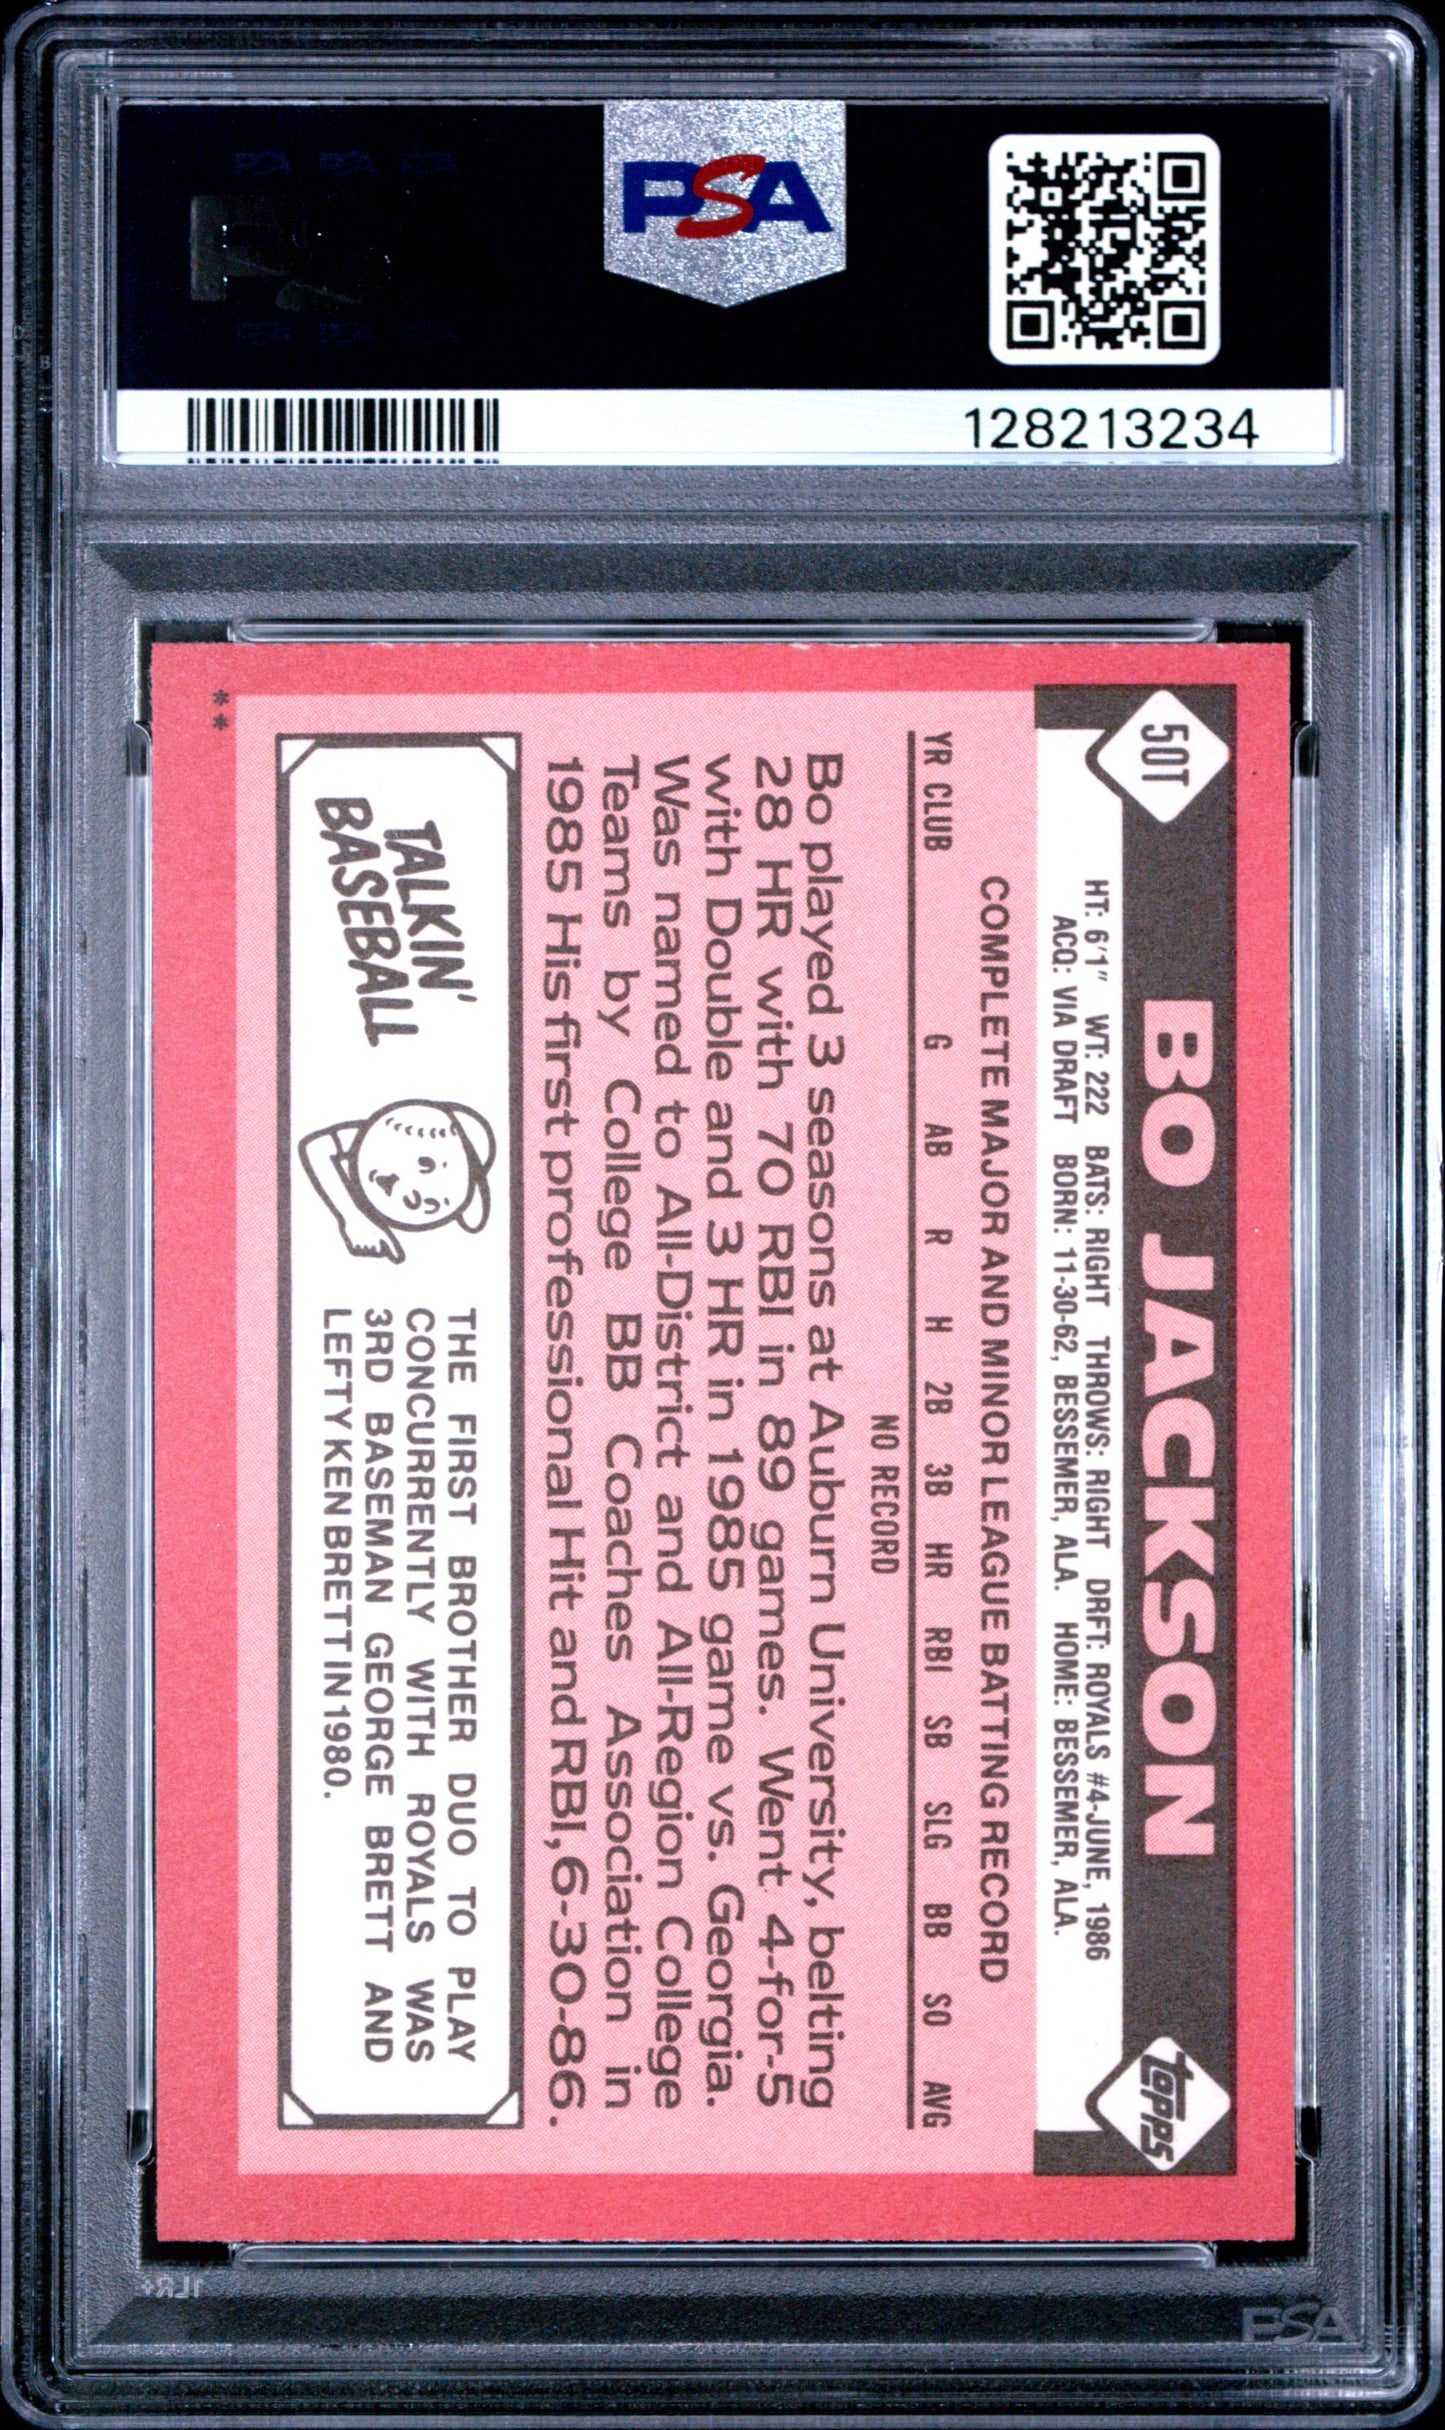 PSA
128213234
50T
BO JACKSON
topps
HT: 6'1" WT: 222 BATS: RIGHT THROWS: RIGHT DRFT: ROYALS #4-JUNE, 1986
ACQ: VIA DRAFT BORN: 11-30-62, BESSEMER, ALA. HOME: BESSEMER, ALA.
COMPLETE MAJOR AND MINOR LEAGUE BATTING RECORD
YR CLUB G AB R H 2B 3B HR RBI SB SLG BB SO AVG
NO RECORD
Bo played 3 seasons at Auburn University, belting
28 HR with 70 RBI in 89 games. Went 4-for-5
with Double and 3 HR in 1985 game vs. Georgia.
Was named to All-District and All-Region College
Teams by College BB Coaches Association in
1985 His first professional Hit and RBI, 6-30-86.
TALKIN'
BASEBALL
THE FIRST BROTHER DUO TO PLAY
CONCURRENTLY WITH ROYALS WAS
3RD BASEMAN GEORGE BRETT AND
LEFTY KEN BRETT IN 1980.
**
1LR+
PSA